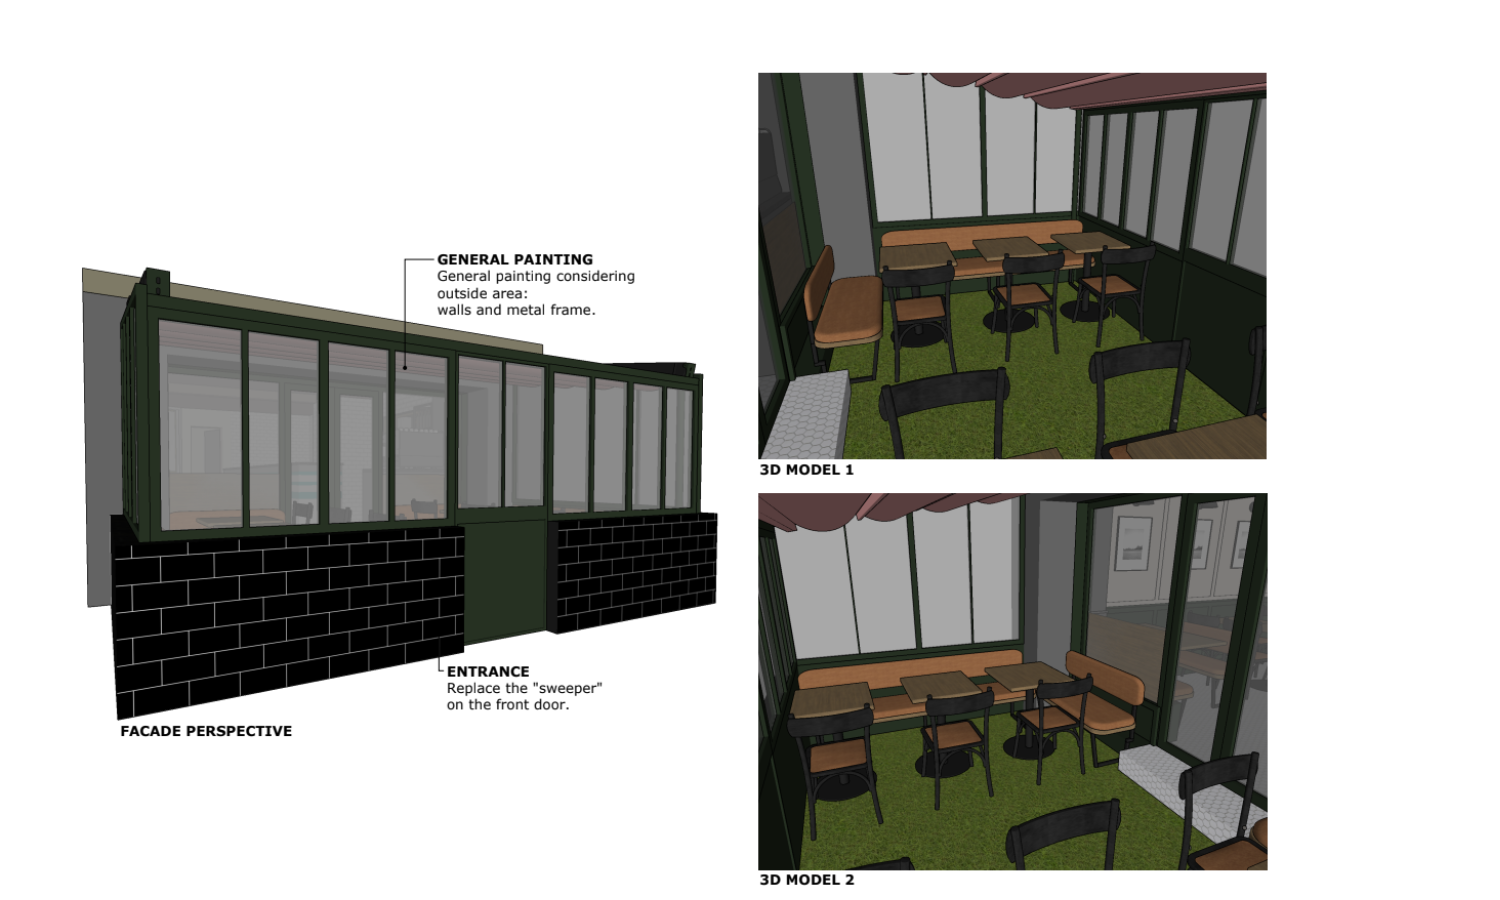 GENERAL PAINTING
General painting considering
outside area:
walls and metal frame.
ENTRANCE
Replace the "sweeper"
on the front door.
FACADE PERSPECTIVE
3D MODEL 1
3D MODEL 2